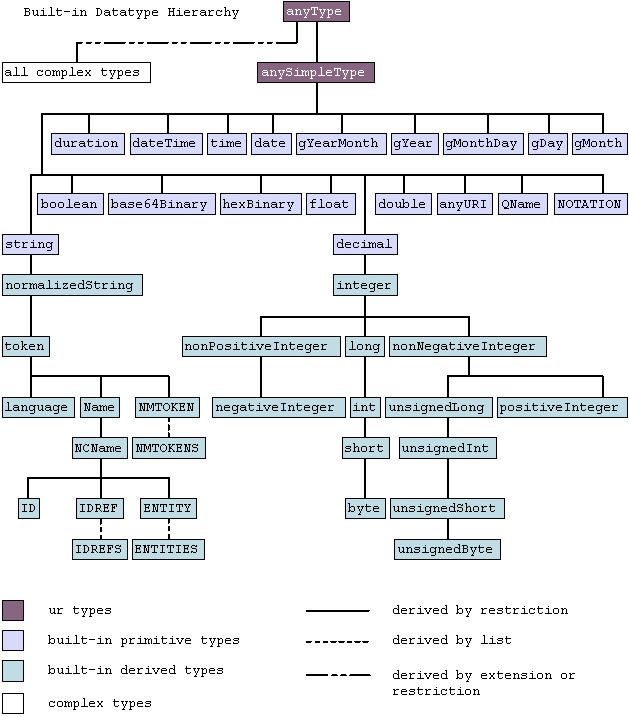 Built-in Datatype Hierarchy
anyType
all complex types
anySimpleType
duration dateTime time date gYearMonth gYear gMonthDay gDay gMonth
boolean base64Binary hexBinary float double anyURI QName NOTATION
string decimal
normalizedString integer
token nonPositiveInteger long nonNegativeInteger
language Name NMTOKEN negativeInteger int unsignedLong positiveInteger
NCName NMTOKENS short unsignedInt
ID IDREF ENTITY byte unsignedShort
IDREFS ENTITIES unsignedByte
ur types derived by restriction
built-in primitive types derived by list
built-in derived types derived by extension or
restriction
complex types